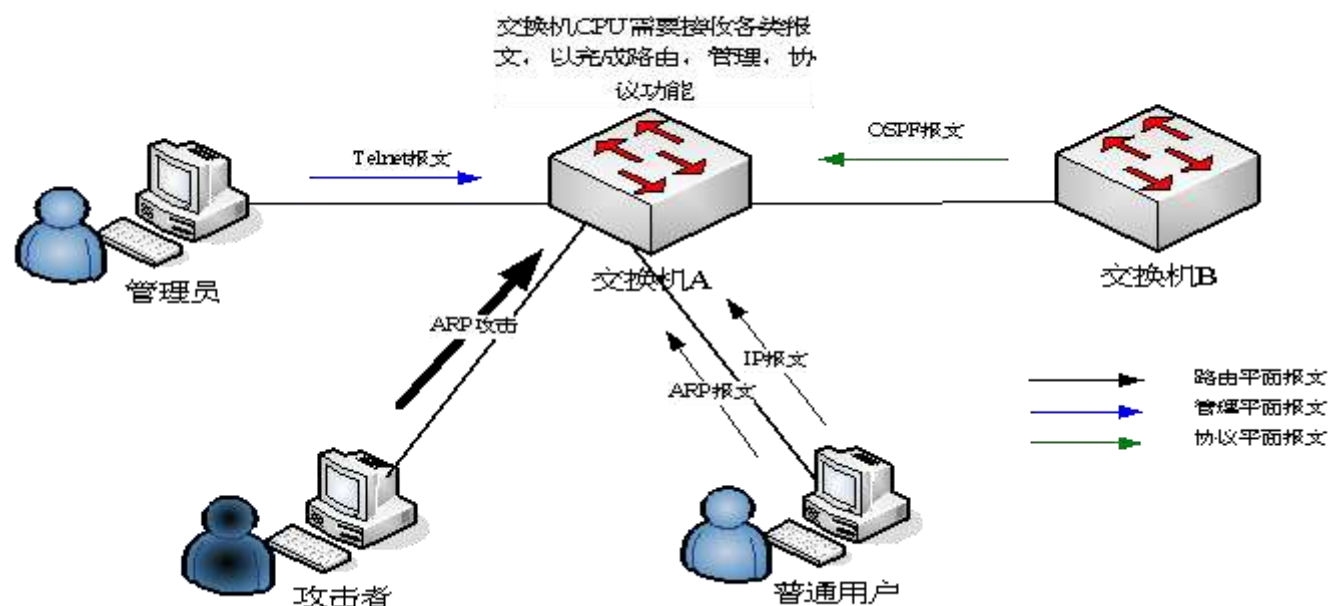 交换机CPU需要接收各类报
文，以完成路由，管理，协
议功能
Telnet报文
OSPF报文
管理员
交换机A
交换机B
ARP攻击
IP报文
ARP报文
路由平面报文
管理平面报文
协议平面报文
攻击者
普通用户